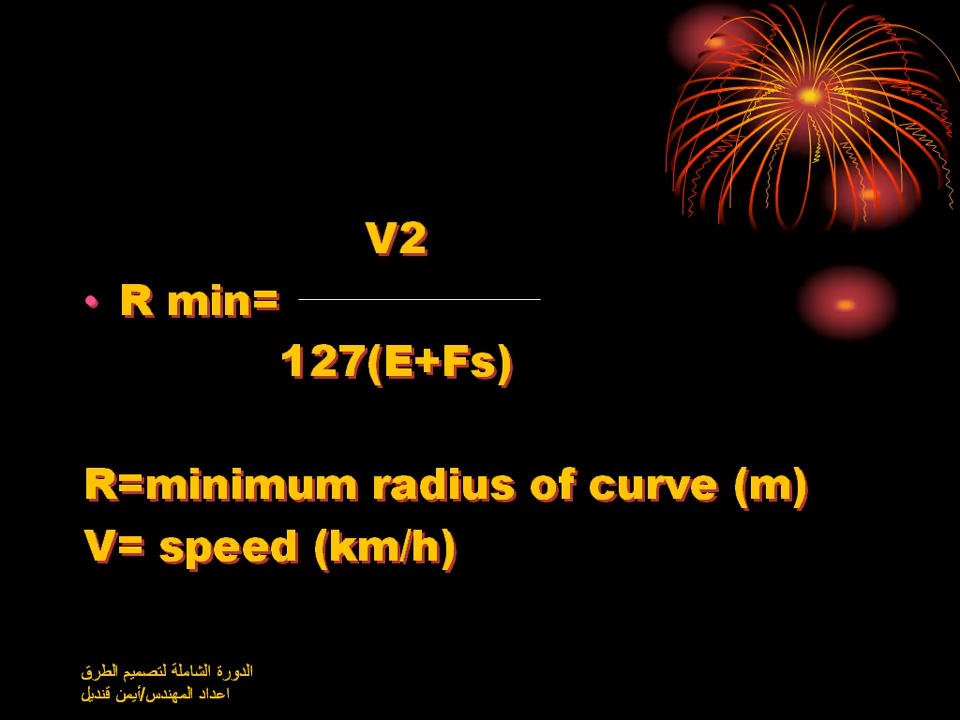 V2
• R min=
127(E+Fs)
R=minimum radius of curve (m)
V= speed (km/h)
الدورة الشاملة لتصميم الطرق
اعداد المهندس/أيمن قنديل